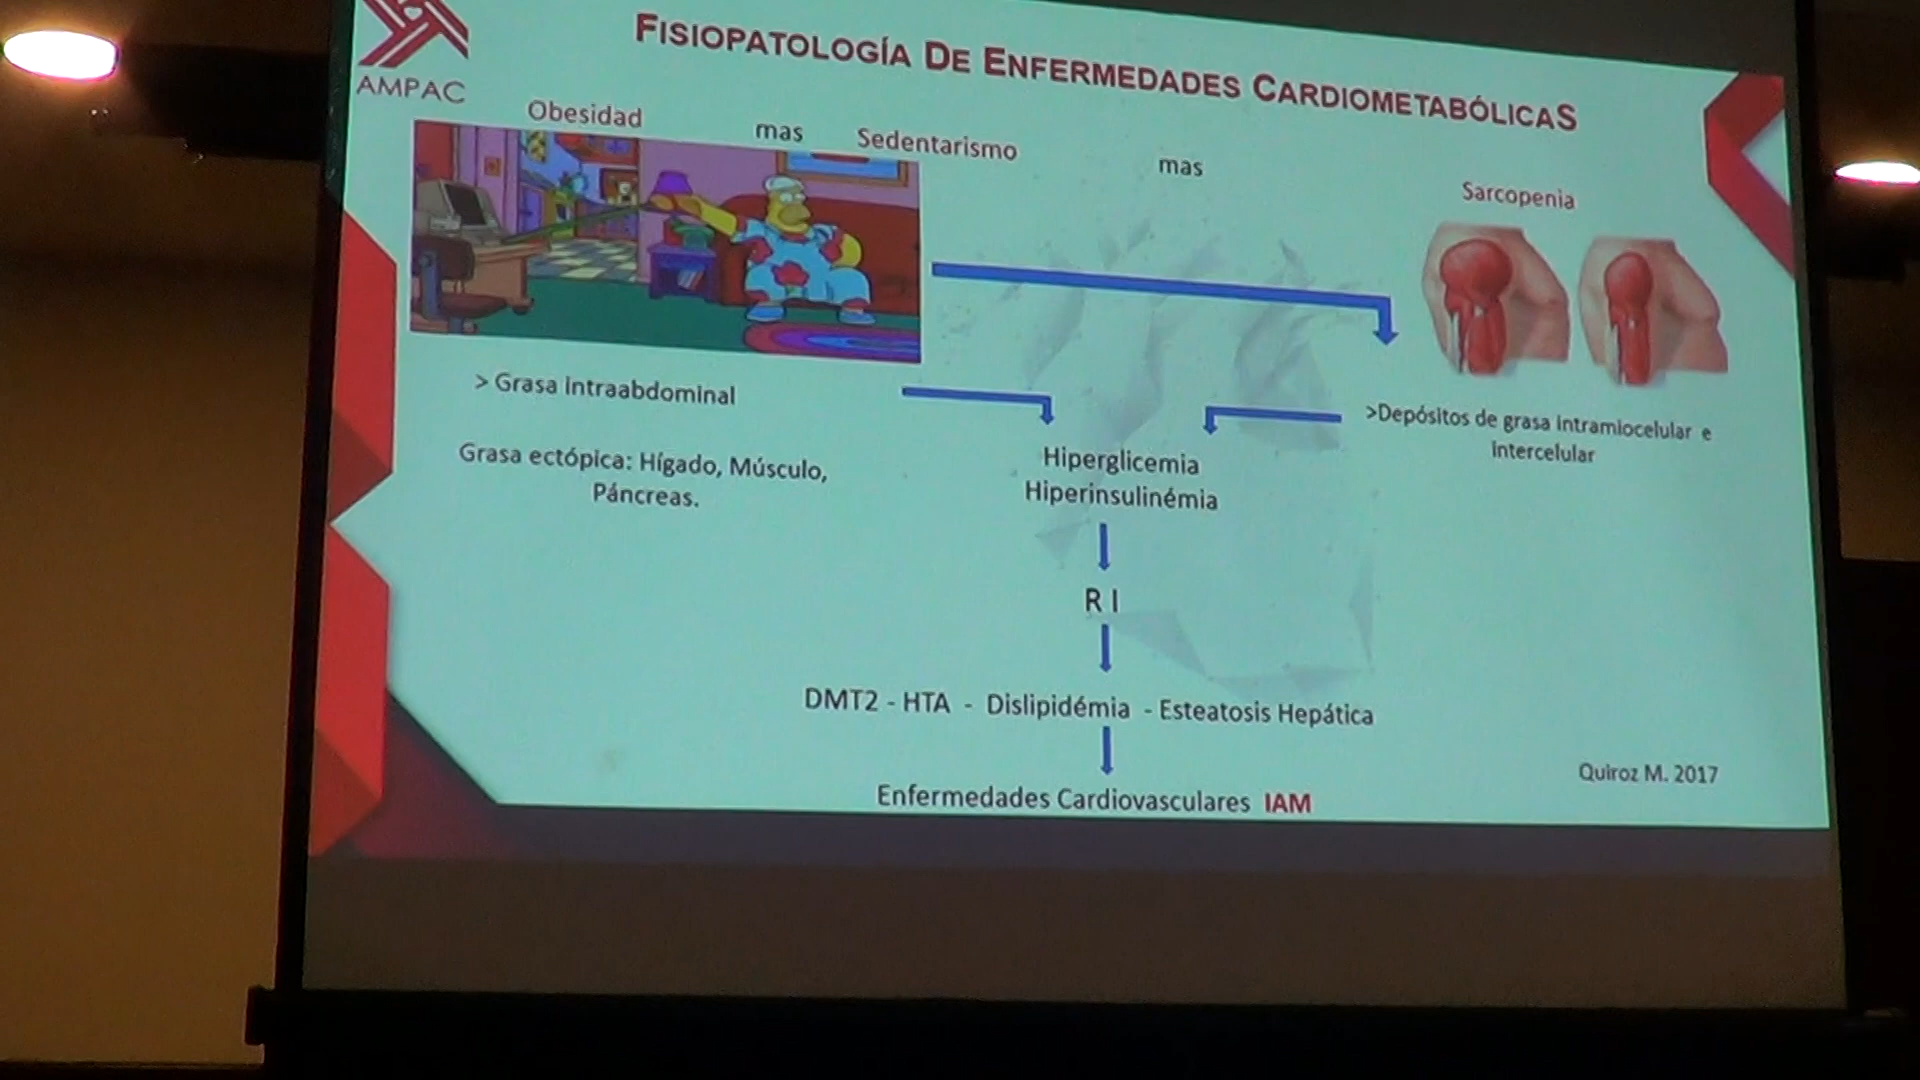 AMPAC
FISIOPATOLOGÍA DE ENFERMEDADES CARDIOMETABÓLICAS
Obesidad mas Sedentarismo mas Sarcopenia
> Grasa intraabdominal
>Depósitos de grasa intramiocelular e
intercelular
Grasa ectópica: Hígado, Músculo,
Páncreas.
Hiperglicemia
Hiperinsulinémia
R I
DMT2 - HTA - Dislipidémia - Esteatosis Hepática
Enfermedades Cardiovasculares IAM
Quiroz M. 2017